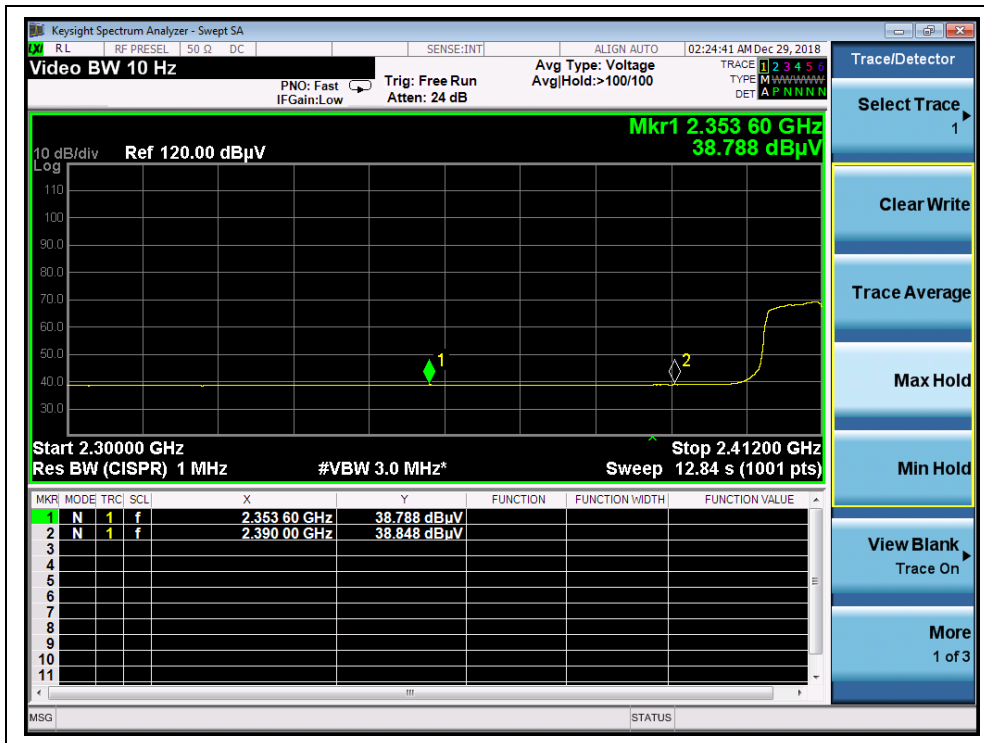 Keysight Spectrum Analyzer - Swept SA
LXI RL RF PRESEL 50 Ω DC SENSE:INT ALIGN AUTO 02:24:41 AM Dec 29, 2018
Video BW 10 Hz
PNO: Fast
IFGain:Low
Trig: Free Run
Atten: 24 dB
Avg Type: Voltage
Avg|Hold:>100/100
TRACE 1 2 3 4 5 6
TYPE M WWWWW
DET A P N N N N
Mkr1 2.353 60 GHz
38.788 dBµV
10 dB/div Ref 120.00 dBµV
Log
110
100
90.0
80.0
70.0
60.0
50.0
40.0
30.0
1
2
Start 2.30000 GHz Stop 2.41200 GHz
Res BW (CISPR) 1 MHz #VBW 3.0 MHz* Sweep 12.84 s (1001 pts)
MKR MODE TRC SCL X Y FUNCTION FUNCTION WIDTH FUNCTION VALUE
1 N 1 f 2.353 60 GHz 38.788 dBµV
2 N 1 f 2.390 00 GHz 38.848 dBµV
3
4
5
6
7
8
9
10
11
MSG STATUS
Trace/Detector
Select Trace
1
Clear Write
Trace Average
Max Hold
Min Hold
View Blank
Trace On
More
1 of 3